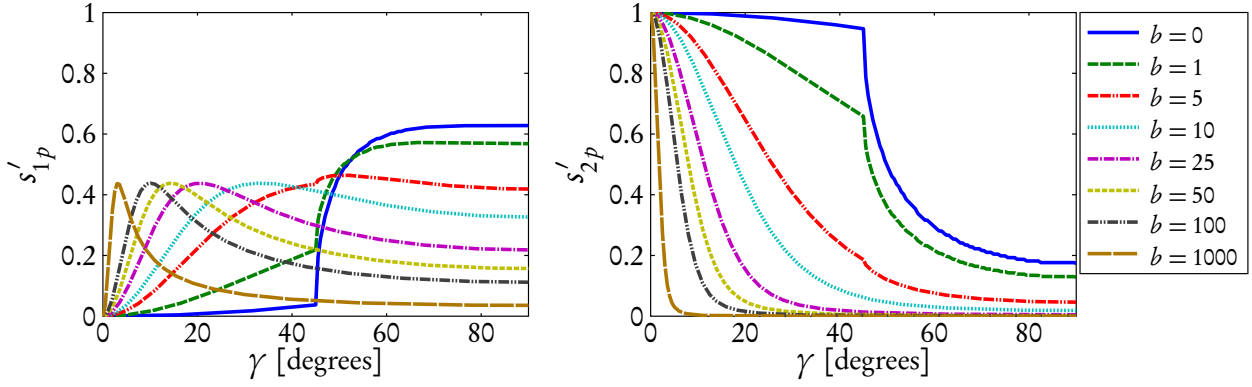 1
0.8
0.6
0.4
0.2
0
s′1p
0 20 40 60 80
γ [degrees]
1
0.8
0.6
0.4
0.2
0
s′2p
0 20 40 60 80
γ [degrees]
b = 0
b = 1
b = 5
b = 10
b = 25
b = 50
b = 100
b = 1000